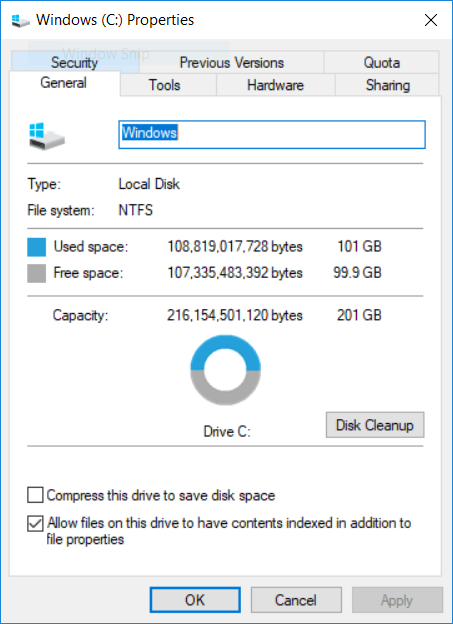 Windows (C:) Properties
Window Snip
Security Previous Versions Quota
General Tools Hardware Sharing
Windows
Type: Local Disk
File system: NTFS
Used space: 108,819,017,728 bytes 101 GB
Free space: 107,335,483,392 bytes 99.9 GB
Capacity: 216,154,501,120 bytes 201 GB
Drive C:
Disk Cleanup
Compress this drive to save disk space
Allow files on this drive to have contents indexed in addition to
file properties
OK Cancel Apply